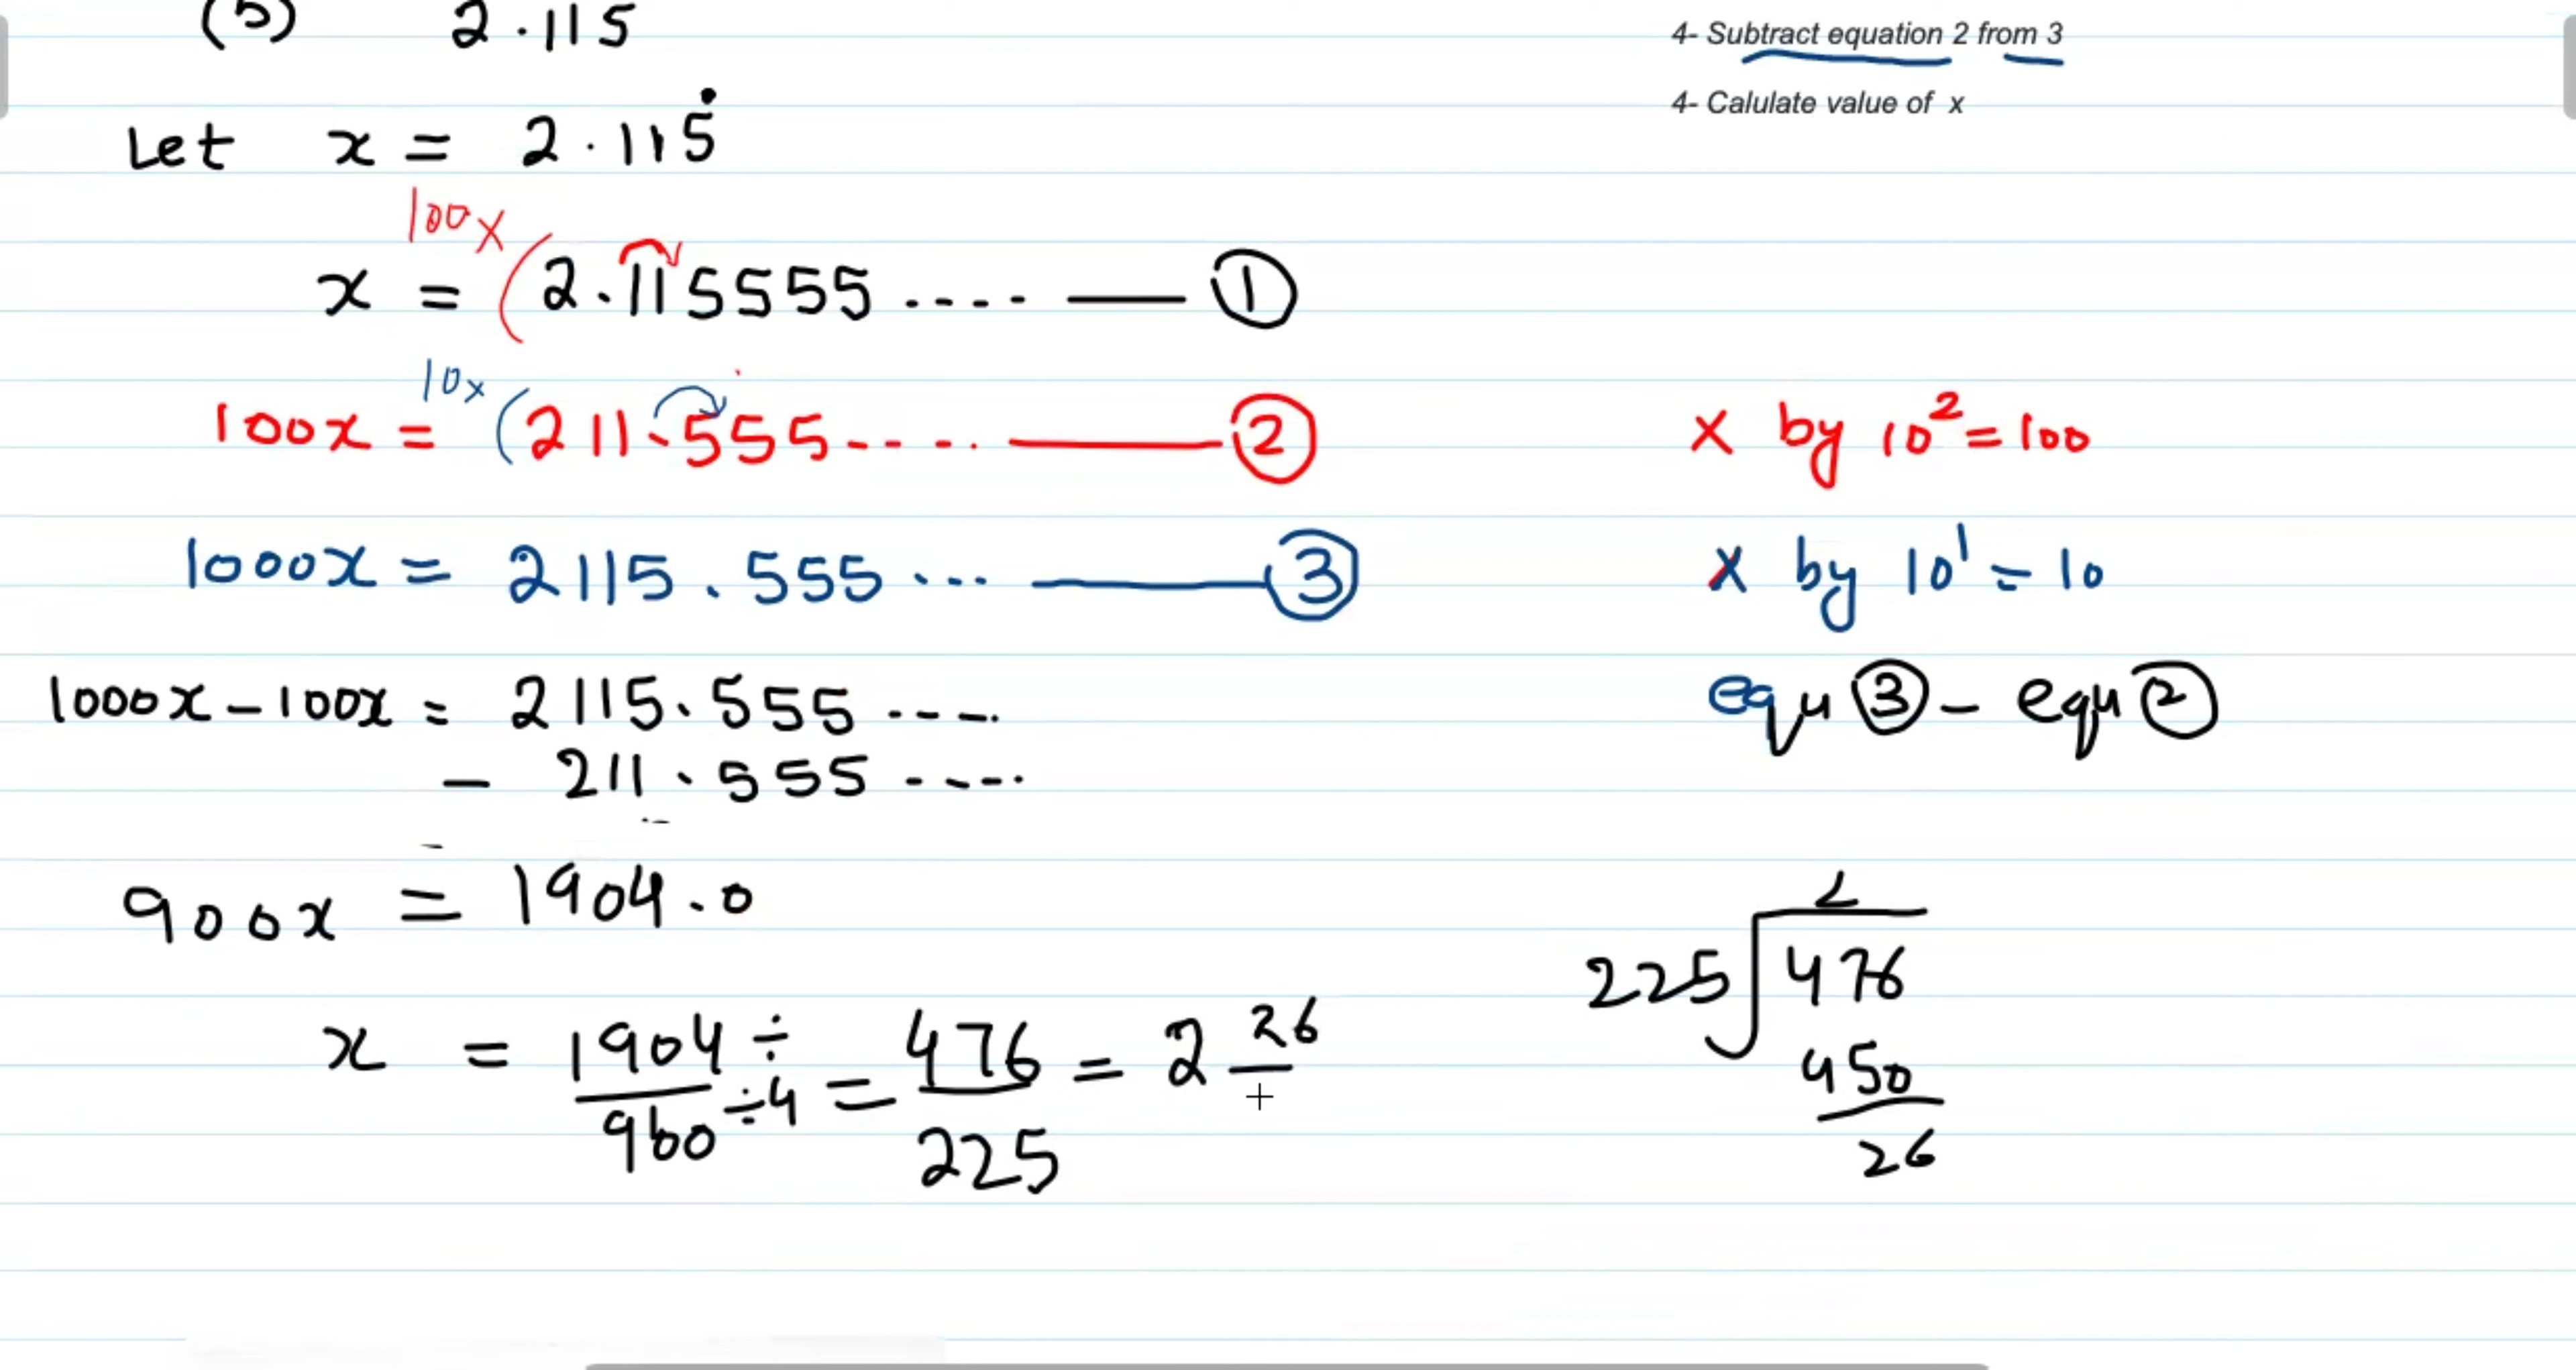 (5) 2.115
4- Subtract equation 2 from 3
4- Calulate value of x
Let x = 2.115̇
100x
x = (2.115555.... — ①
10x
100x = (211.555..... — ②
x by 10² = 100
1000x = 2115.555... — ③
x by 10¹ = 10
1000x - 100x = 2115.555....
equ ③ - equ ②
- 211.555....
900x = 1904.0
2
225 476
x = 1904 ÷ / 900 ÷4 = 476 / 225 = 2 26
450
26